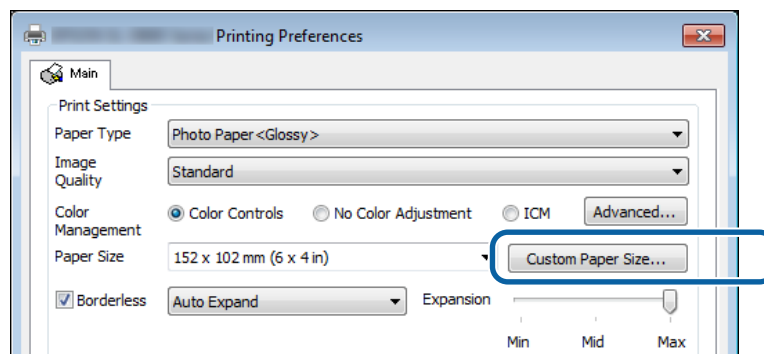 Printing Preferences
Main
Print Settings
Paper Type Photo Paper<Glossy>
Image Quality Standard
Color Management Color Controls No Color Adjustment ICM Advanced...
Paper Size 152 x 102 mm (6 x 4 in) Custom Paper Size...
Borderless Auto Expand Expansion
Min Mid Max